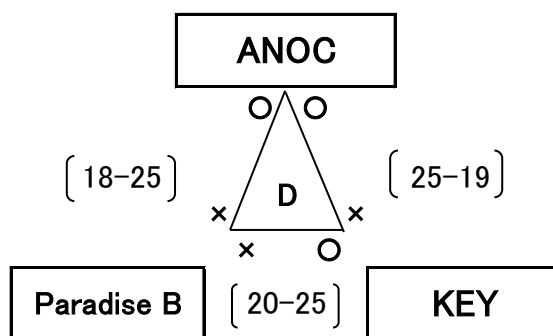 ANOC
○ ○
[18-25] [25-19]
D
× ×
× ○
Paradise B [20-25] KEY